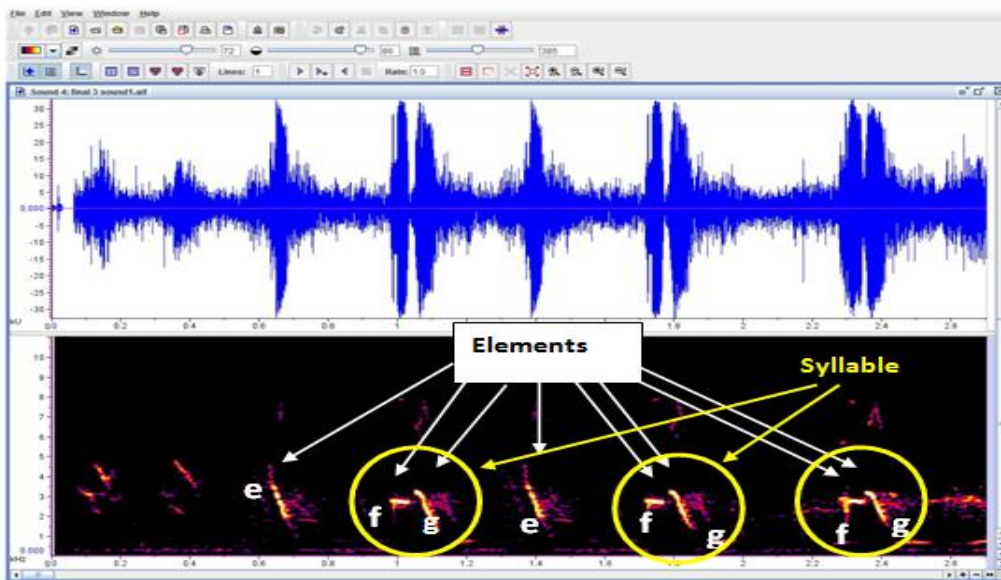 File Edit View Window Help
72 86 385
Lines: 1 Rate: 1.0
Sound 4: final 3 sound1.aif
30
25
20
15
10
5
0.000
-5
-10
-15
-20
-25
-30
kU
0.0 0.2 0.4 0.6 0.8 1 1.2 1.4 1.6 1.8 2 2.2 2.4 2.6
Elements
Syllable
10
9
8
7
6
5
4
3
2
1
0.000
kHz
e f g e f g f g
0.0 0.2 0.4 0.6 0.8 1 1.2 1.4 1.6 1.8 2 2.2 2.4 2.6